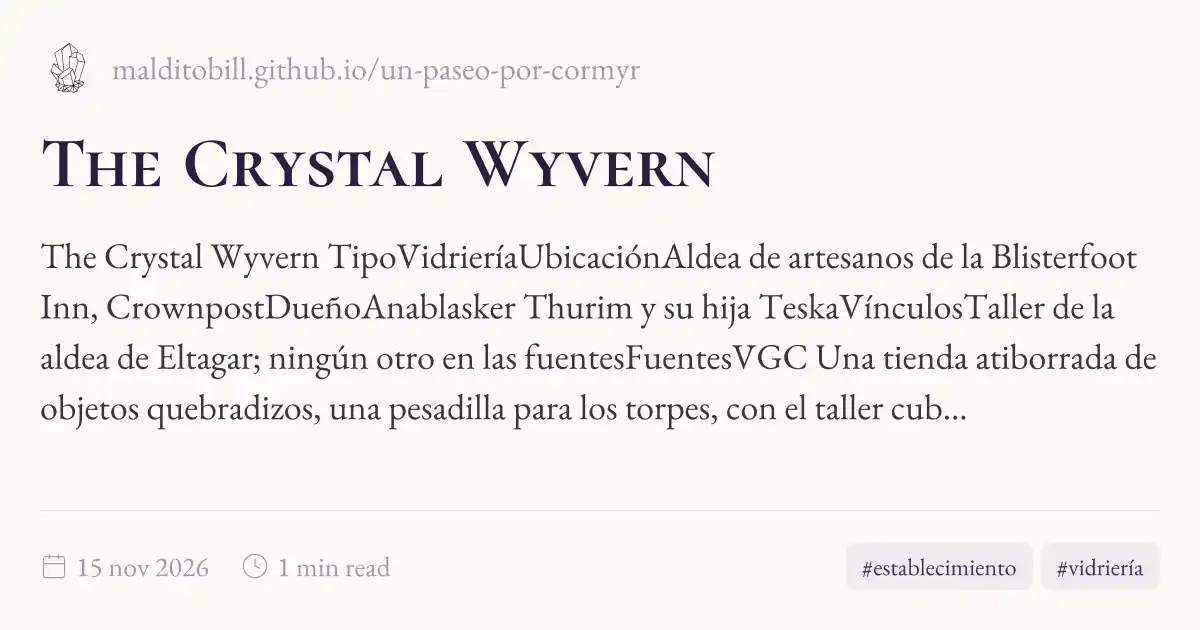 malditobill.github.io/un-paseo-por-cormyr
The Crystal Wyvern
The Crystal Wyvern TipoVidrieríaUbicaciónAldea de artesanos de la Blisterfoot
Inn, CrownpostDueñoAnablasker Thurim y su hija TeskaVínculosTaller de la
aldea de Eltagar; ningún otro en las fuentesFuentesVGC Una tienda atiborrada de
objetos quebradizos, una pesadilla para los torpes, con el taller cub...
15 nov 2026 1 min read #establecimiento #vidriería